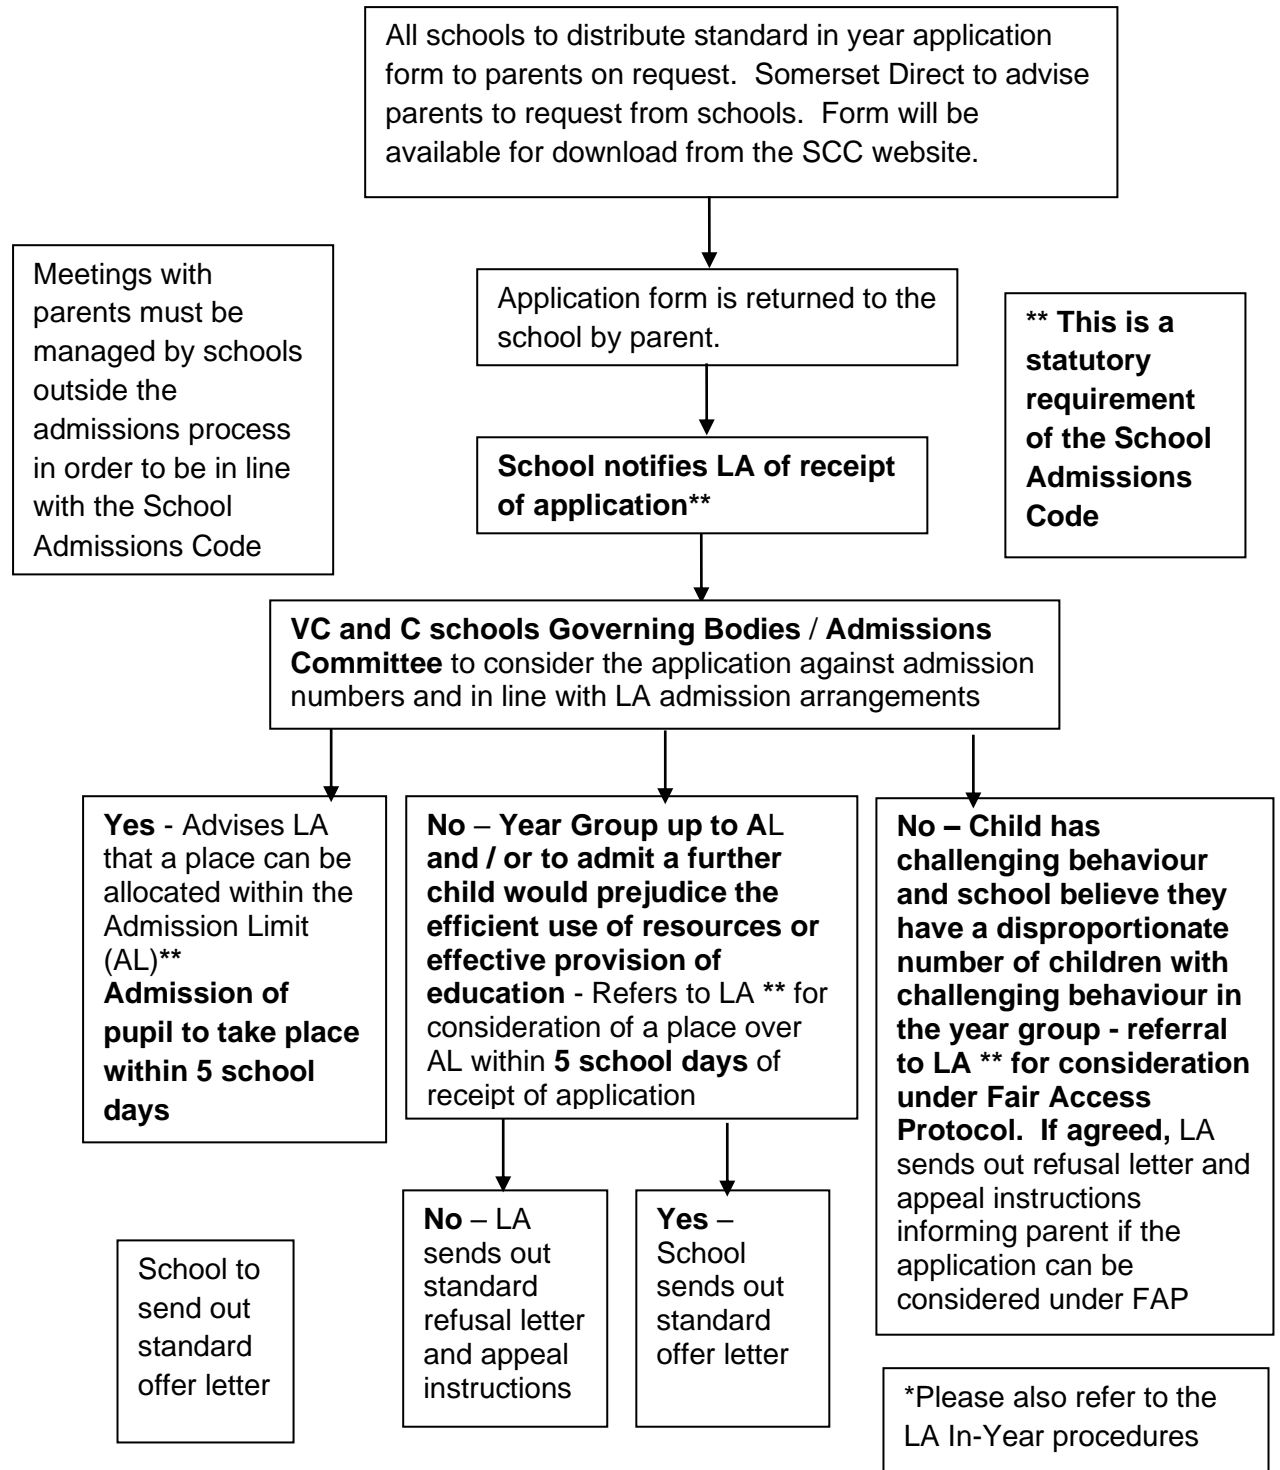 All schools to distribute standard in year application
form to parents on request.  Somerset Direct to advise
parents to request from schools.  Form will be
available for download from the SCC website.
Meetings with
parents must be
managed by schools
outside the
admissions process
in order to be in line
with the School
Admissions Code
Application form is returned to the
school by parent.
** This is a
statutory
requirement
of the School
Admissions
Code
School notifies LA of receipt
of application**
VC and C schools Governing Bodies / Admissions
Committee to consider the application against admission
numbers and in line with LA admission arrangements
Yes - Advises LA
that a place can be
allocated within the
Admission Limit
(AL)**
Admission of
pupil to take place
within 5 school
days
No – Year Group up to AL
and / or to admit a further
child would prejudice the
efficient use of resources or
effective provision of
education - Refers to LA ** for
consideration of a place over
AL within 5 school days of
receipt of application
No – Child has
challenging behaviour
and school believe they
have a disproportionate
number of children with
challenging behaviour in
the year group - referral
to LA ** for consideration
under Fair Access
Protocol.  If agreed, LA
sends out refusal letter and
appeal instructions
informing parent if the
application can be
considered under FAP
School to
send out
standard
offer letter
No – LA
sends out
standard
refusal letter
and appeal
instructions
Yes –
School
sends out
standard
offer letter
*Please also refer to the
LA In-Year procedures